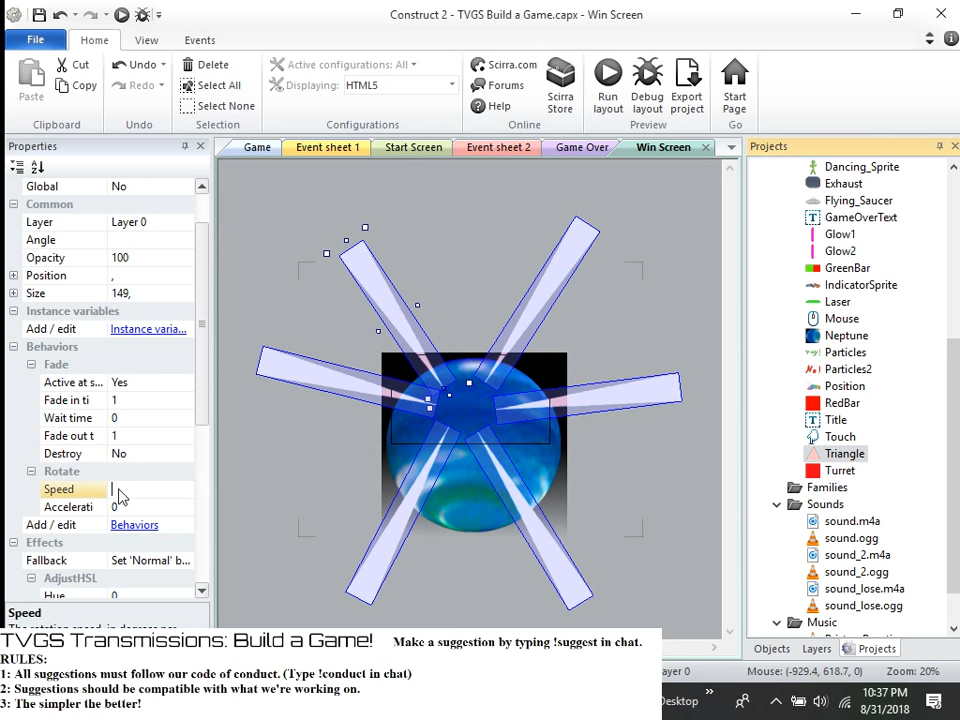 Construct 2 - TVGS Build a Game.capx - Win Screen
File
Home
View
Events
Paste
Cut
Copy
Clipboard
Undo
Redo
Undo
Delete
Select All
Select None
Selection
Active configurations: All
Displaying:
HTML5
Configurations
Scirra.com
Forums
Help
Scirra Store
Online
Run layout
Debug layout
Export project
Preview
Start Page
Go
Properties
Global No
Common
Layer Layer 0
Angle
Opacity 100
Position ,
Size 149,
Instance variables
Add / edit Instance varia...
Behaviors
Fade
Active at s... Yes
Fade in ti 1
Wait time 0
Fade out t 1
Destroy No
Rotate
Speed
Accelerati 0
Add / edit Behaviors
Effects
Fallback Set 'Normal' b...
AdjustHSL
Hue 0
Speed
Game
Event sheet 1
Start Screen
Event sheet 2
Game Over
Win Screen
Projects
Dancing_Sprite
Exhaust
Flying_Saucer
GameOverText
Glow1
Glow2
GreenBar
IndicatorSprite
Laser
Mouse
Neptune
Particles
Particles2
Position
RedBar
Title
Touch
Triangle
Turret
Families
Sounds
sound.m4a
sound.ogg
sound_2.m4a
sound_2.ogg
sound_lose.m4a
sound_lose.ogg
Music
Objects
Layers
Projects
ayer 0
Mouse: (-929.4, 618.7, 0)
Zoom: 20%
TVGS Transmissions: Build a Game!
Make a suggestion by typing !suggest in chat.
RULES:
1: All suggestions must follow our code of conduct. (Type !conduct in chat)
2: Suggestions should be compatible with what we're working on.
3: The simpler the better!
Desktop
10:37 PM
8/31/2018